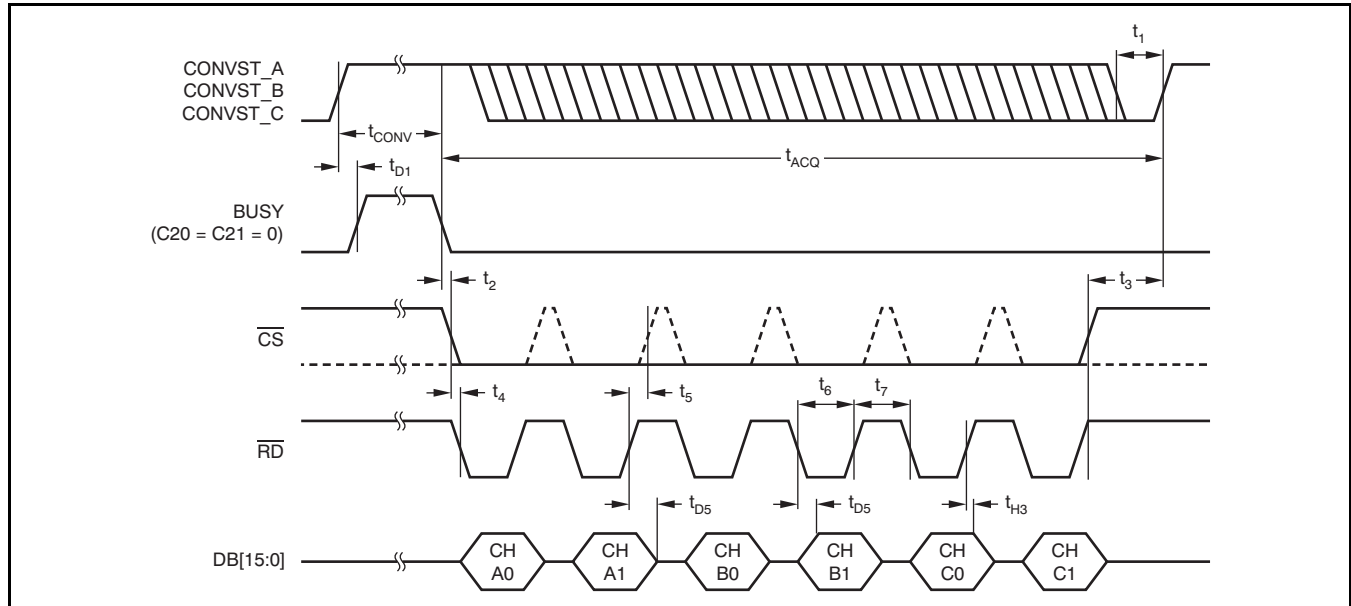 t1
CONVST_A
CONVST_B
CONVST_C
tCONV
tACQ
tD1
BUSY
(C20 = C21 = 0)
t2
t3
CS
t4
t5
t6
t7
RD
tD5
tD5
tH3
DB[15:0]
CH
A0
CH
A1
CH
B0
CH
B1
CH
C0
CH
C1